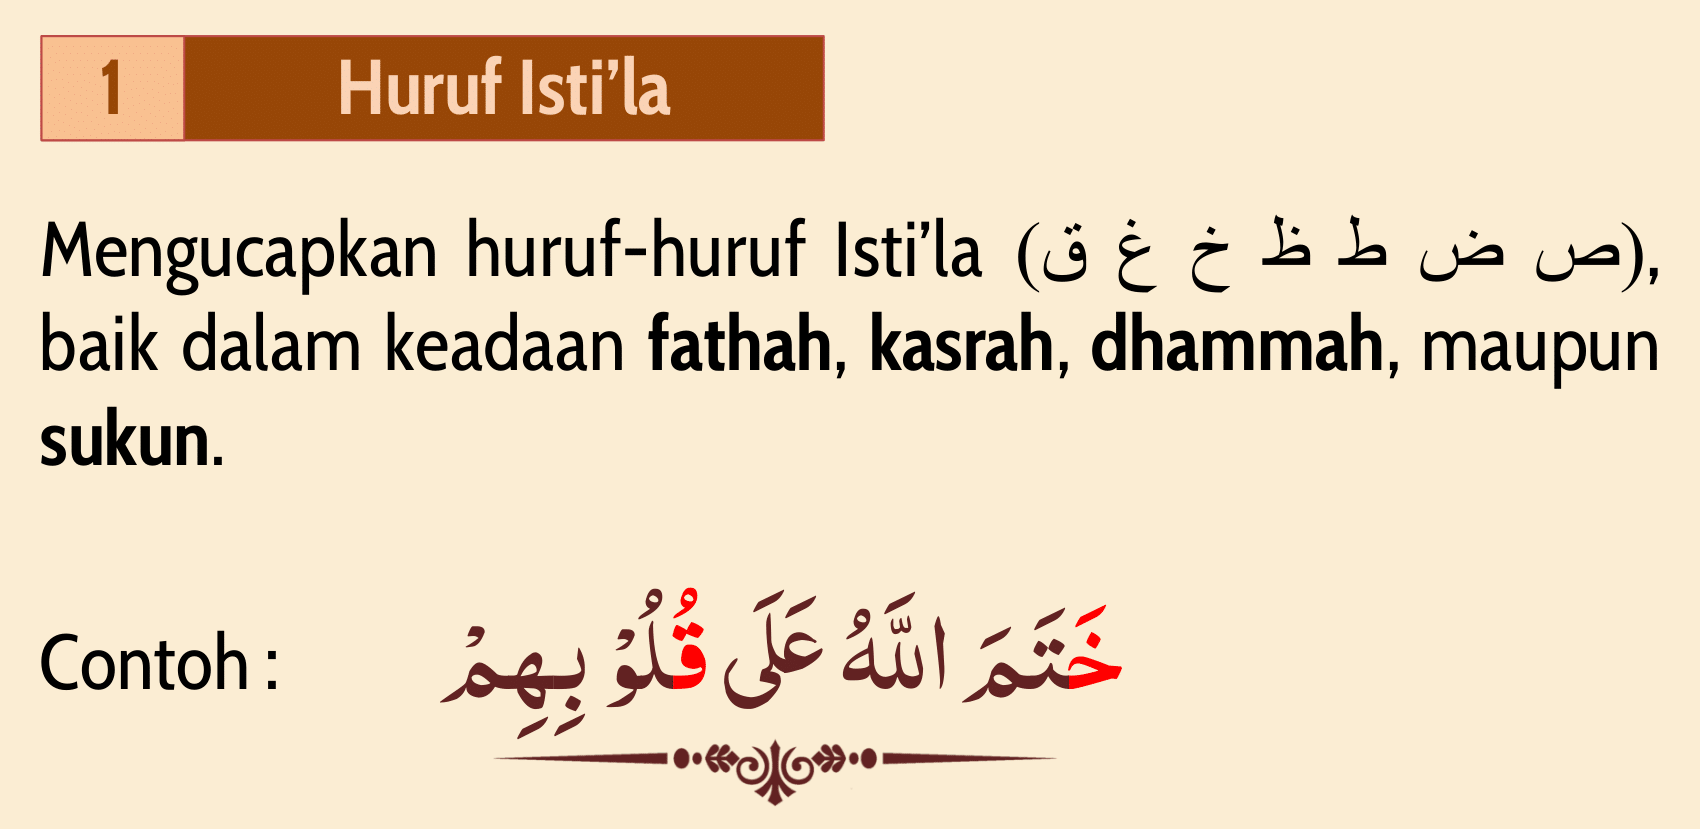 1 Huruf Isti’la
Mengucapkan huruf-huruf Isti’la (ص ض ط ظ خ غ ق),
baik dalam keadaan fathah, kasrah, dhammah, maupun
sukun.
Contoh : خَتَمَ اللَّهُ عَلَى قُلُوْبِهِمْ